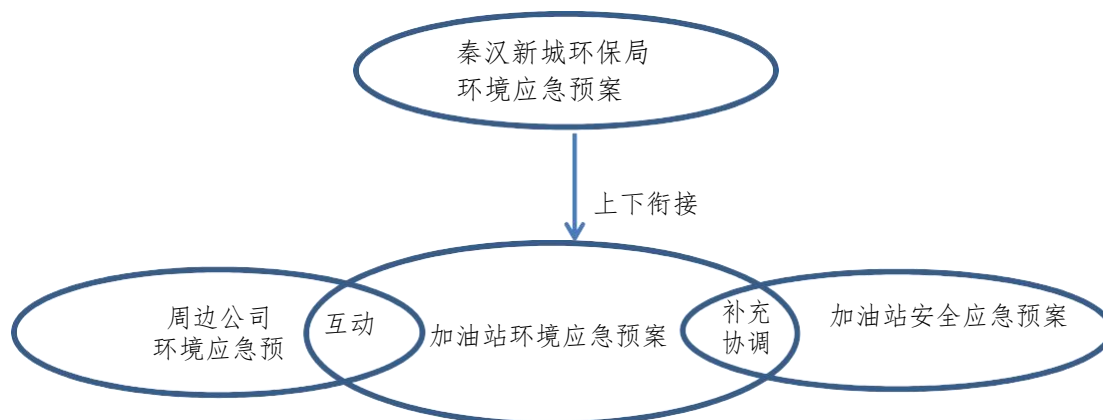 秦汉新城环保局
环境应急预案
上下衔接
周边公司
环境应急预
互动
加油站环境应急预案
补充
协调
加油站安全应急预案